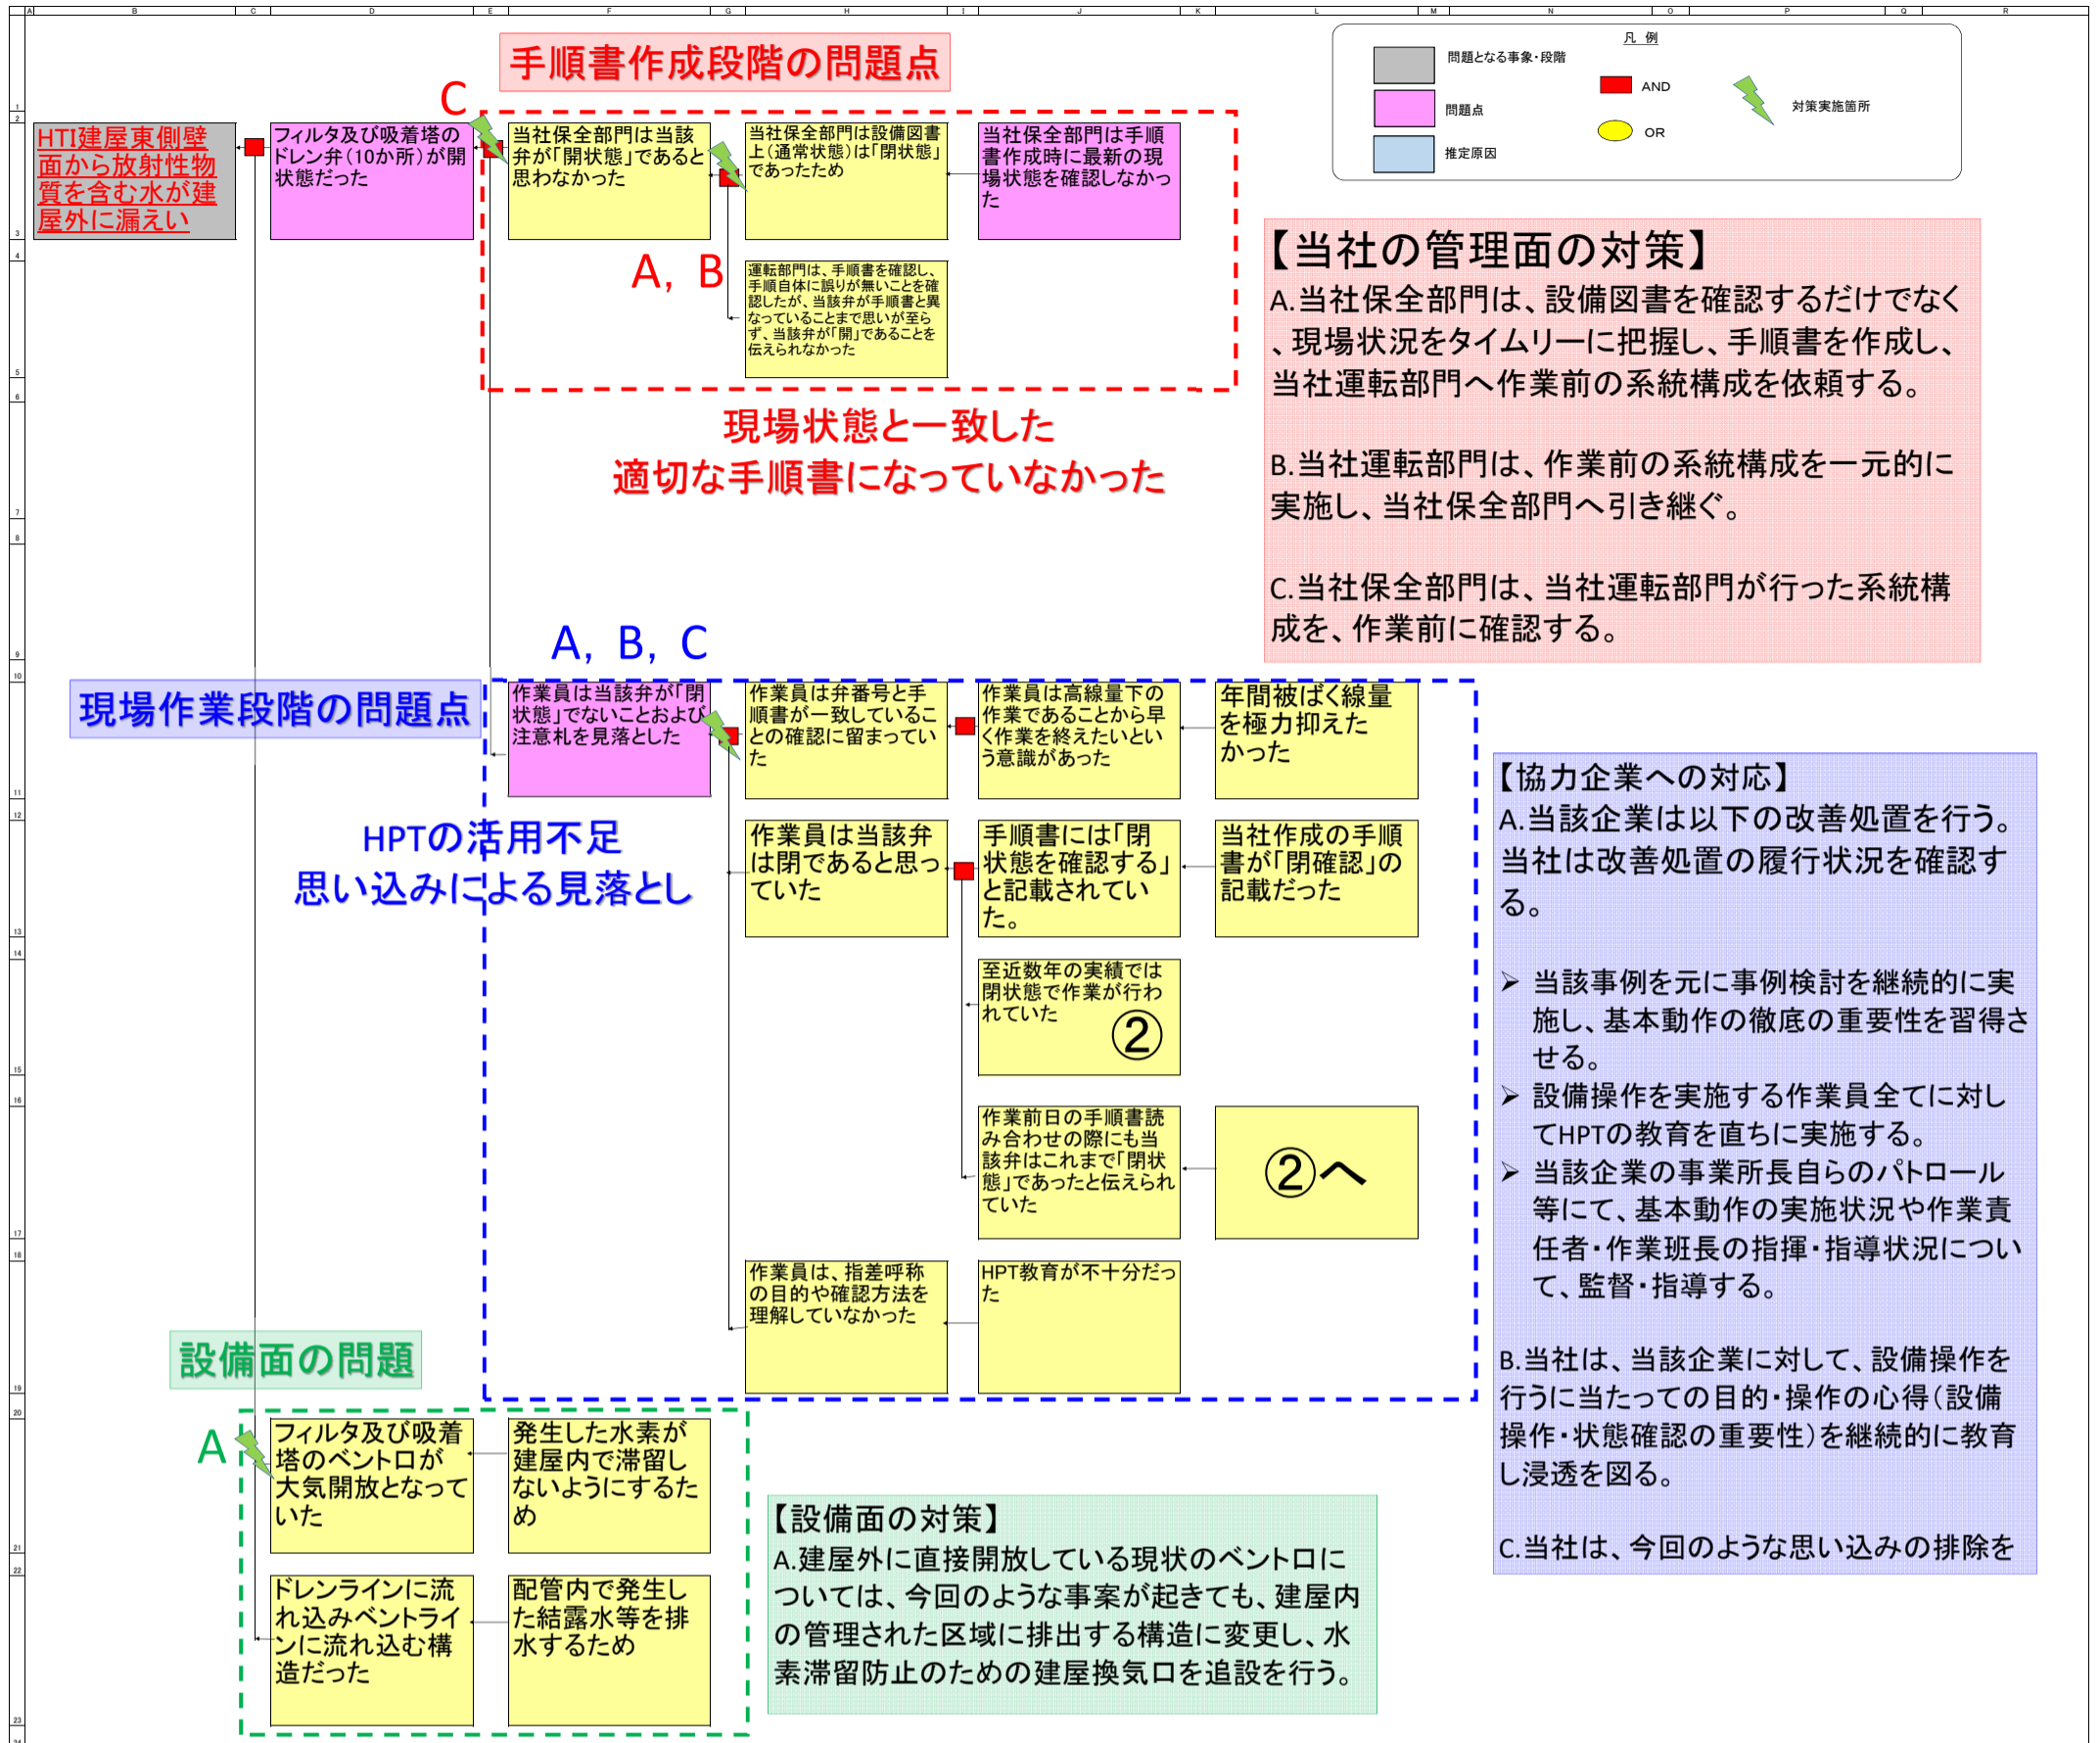 A B C D E F G H I J K L M N O P Q R
手順書作成段階の問題点
凡 例
問題となる事象・段階
AND
対策実施箇所
問題点
OR
推定原因
C
1
2
HTI建屋東側壁
面から放射性物
質を含む水が建
屋外に漏えい
フィルタ及び吸着塔の
ドレン弁(10か所)が開
状態だった
当社保全部門は当該
弁が「開状態」であると
思わなかった
当社保全部門は設備図書
上(通常状態)は「閉状態」
であったため
当社保全部門は手順
書作成時に最新の現
場状態を確認しなかっ
た
3
4
A, B
運転部門は、手順書を確認し、
手順自体に誤りが無いことを確
認したが、当該弁が手順書と異
なっていることまで思いが至ら
ず、当該弁が「開」であることを
伝えられなかった
5
6
現場状態と一致した
適切な手順書になっていなかった
【当社の管理面の対策】
A.当社保全部門は、設備図書を確認するだけでなく
、現場状況をタイムリーに把握し、手順書を作成し、
当社運転部門へ作業前の系統構成を依頼する。
B.当社運転部門は、作業前の系統構成を一元的に
実施し、当社保全部門へ引き継ぐ。
C.当社保全部門は、当社運転部門が行った系統構
成を、作業前に確認する。
7
8
9
10
A, B, C
現場作業段階の問題点
作業員は当該弁が「閉
状態」でないことおよび
注意札を見落とした
作業員は弁番号と手
順書が一致しているこ
との確認に留まってい
た
作業員は高線量下の
作業であることから早
く作業を終えたいとい
う意識があった
年間被ばく線量
を極力抑えた
かった
11
12
HPTの活用不足
思い込みによる見落とし
作業員は当該弁
は閉であると思っ
ていた
手順書には「閉
状態を確認する」
と記載されてい
た。
当社作成の手順
書が「閉確認」の
記載だった
13
14
至近数年の実績では
閉状態で作業が行わ
れていた
②
15
16
作業前日の手順書読
み合わせの際にも当
該弁はこれまで「閉状
態」であったと伝えられ
ていた
②へ
17
18
作業員は、指差呼称
の目的や確認方法を
理解していなかった
HPT教育が不十分だっ
た
19
20
【協力企業への対応】
A.当該企業は以下の改善処置を行う。
当社は改善処置の履行状況を確認す
る。
➢ 当該事例を元に事例検討を継続的に実
施し、基本動作の徹底の重要性を習得さ
せる。
➢ 設備操作を実施する作業員全てに対し
てHPTの教育を直ちに実施する。
➢ 当該企業の事業所長自らのパトロール
等にて、基本動作の実施状況や作業責
任者・作業班長の指揮・指導状況につい
て、監督・指導する。
B.当社は、当該企業に対して、設備操作を
行うに当たっての目的・操作の心得(設備
操作・状態確認の重要性)を継続的に教育
し浸透を図る。
C.当社は、今回のような思い込みの排除を
設備面の問題
A
フィルタ及び吸着
塔のベント口が
大気開放となって
いた
発生した水素が
建屋内で滞留し
ないようにするた
め
21
22
ドレンラインに流
れ込みベントライ
ンに流れ込む構
造だった
配管内で発生し
た結露水等を排
水するため
23
24
【設備面の対策】
A.建屋外に直接開放している現状のベント口に
ついては、今回のような事案が起きても、建屋内
の管理された区域に排出する構造に変更し、水
素滞留防止のための建屋換気口を追設を行う。